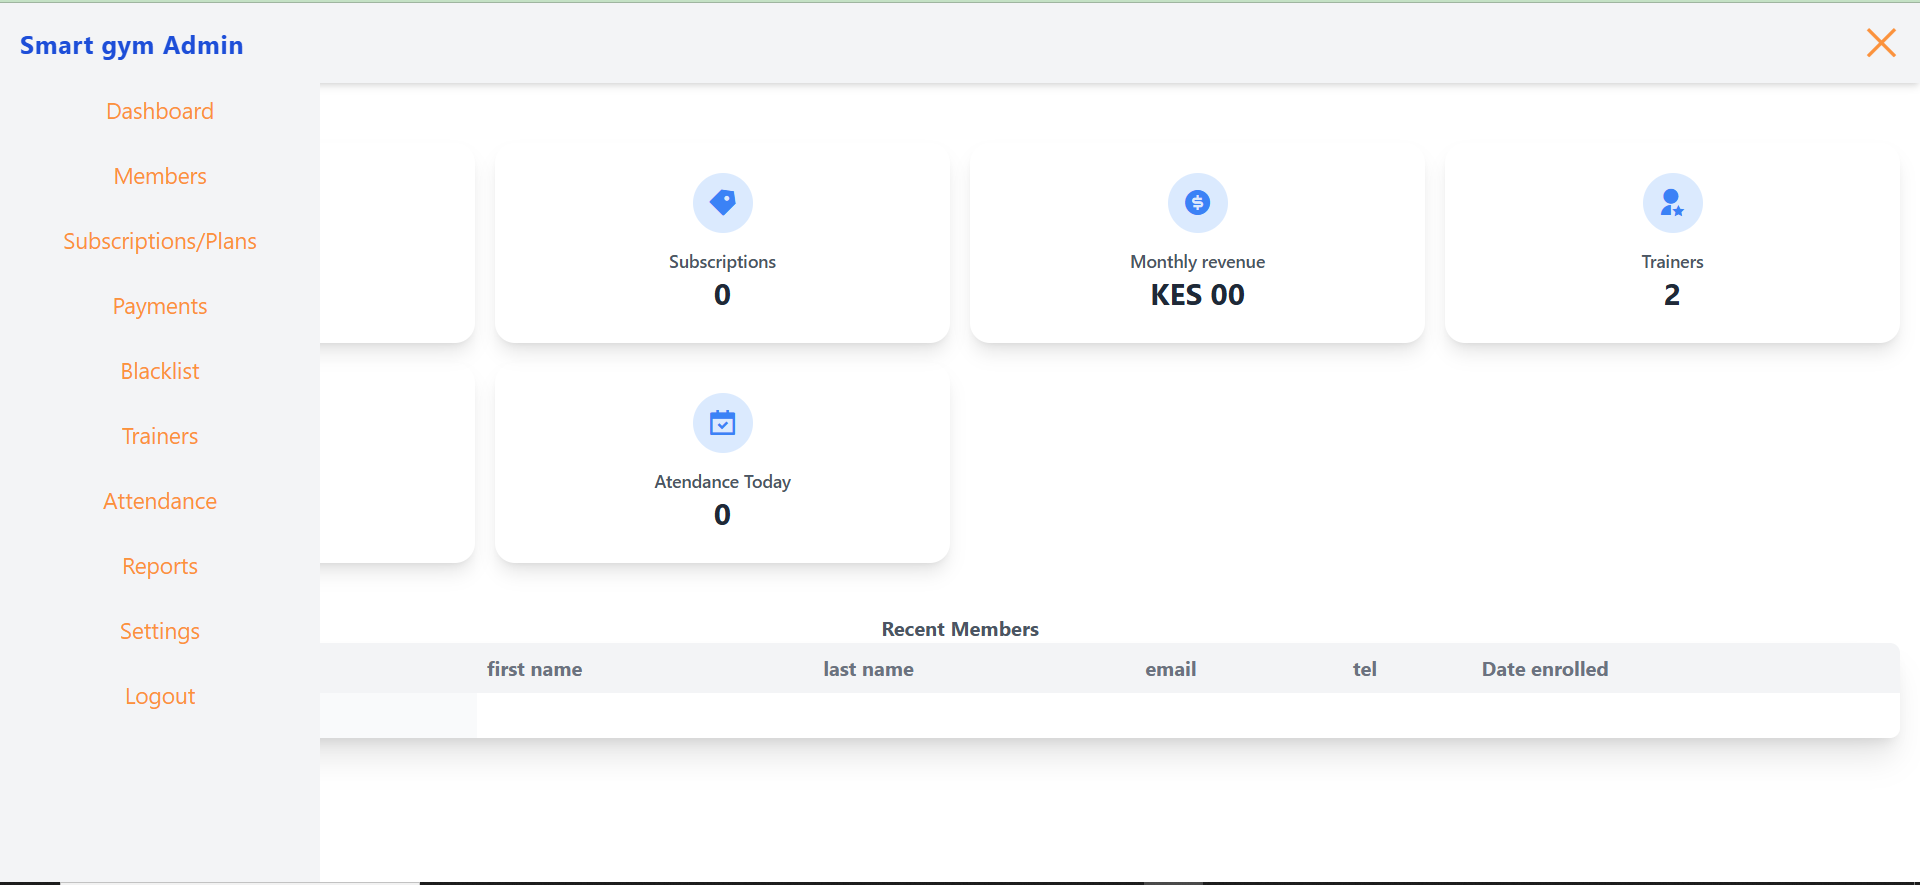 Smart gym Admin
Dashboard
Members
Subscriptions/Plans
Payments
Blacklist
Trainers
Attendance
Reports
Settings
Logout
Subscriptions
0
Monthly revenue
KES 00
Trainers
2
Atendance Today
0
Recent Members
first name last name email tel Date enrolled